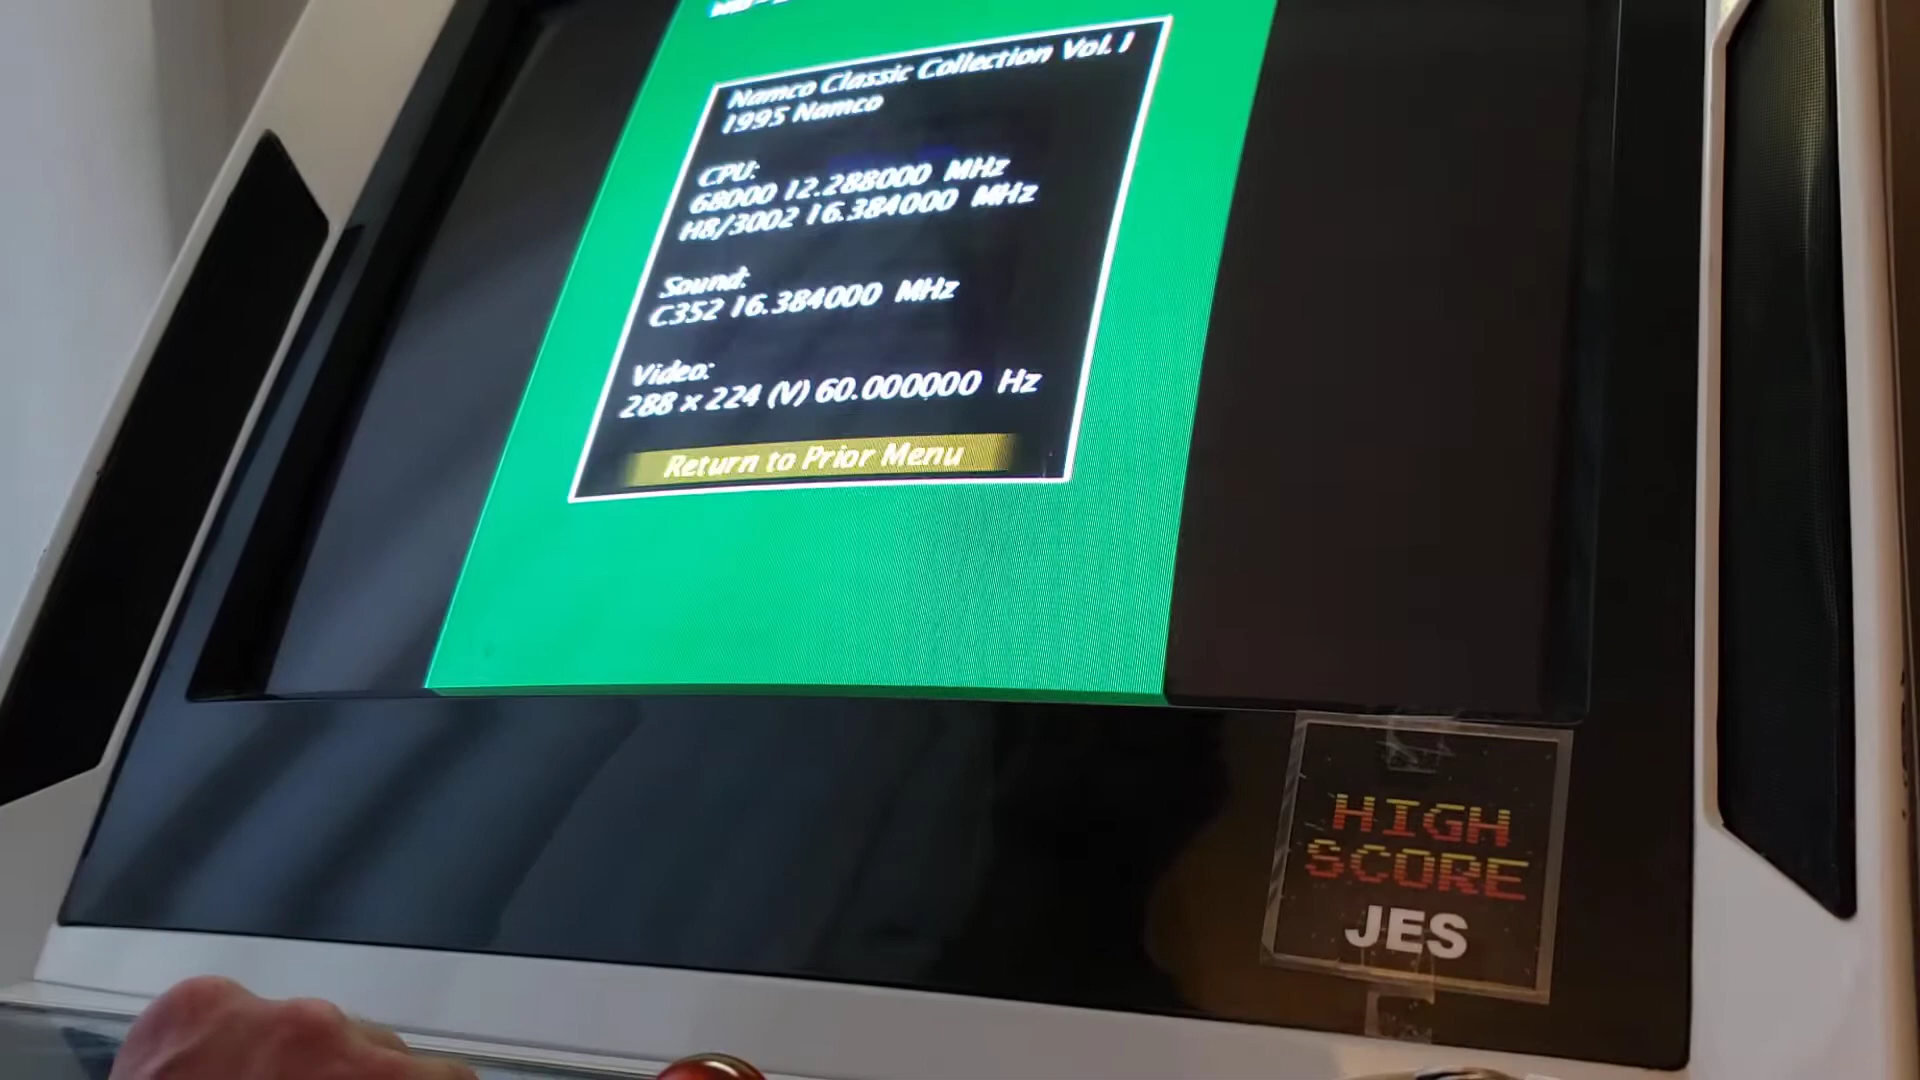 Namco Classic Collection Vol. 1
1995 Namco
CPU:
68000 12.288000 MHz
H8/3002 16.384000 MHz
Sound:
C352 16.384000 MHz
Video:
288 x 224 (V) 60.000000 Hz
Return to Prior Menu
HIGH
SCORE
JES